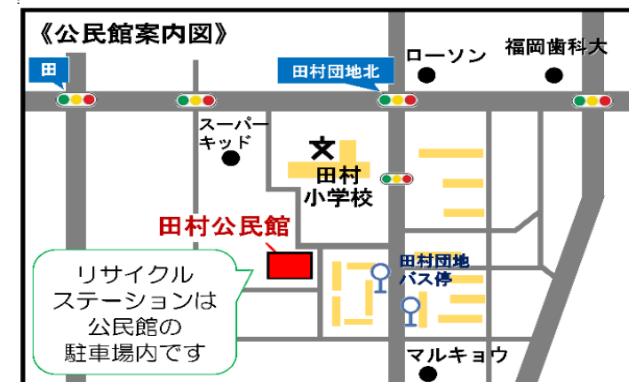 《公民館案内図》
田
田村団地北
ローソン
福岡歯科大
スーパー
キッド
文
田村
小学校
田村公民館
リサイクル
ステーションは
公民館の
駐車場内です
田村団地
バス停
マルキョウ